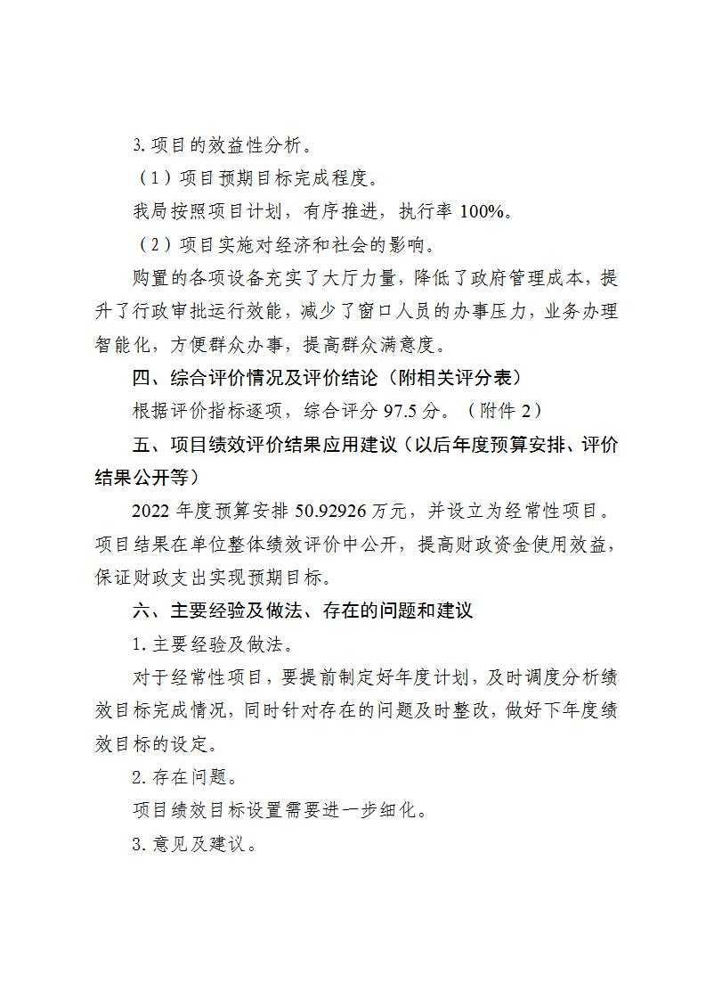 3.项目的效益性分析。
（1）项目预期目标完成程度。
我局按照项目计划，有序推进，执行率 100%。
（2）项目实施对经济和社会的影响。
购置的各项设备充实了大厅力量，降低了政府管理成本，提
升了行政审批运行效能，减少了窗口人员的办事压力，业务办理
智能化，方便群众办事，提高群众满意度。
四、综合评价情况及评价结论（附相关评分表）
根据评价指标逐项，综合评分 97.5 分。（附件 2）
五、项目绩效评价结果应用建议（以后年度预算安排、评价
结果公开等）
2022 年度预算安排 50.92926 万元，并设立为经常性项目。
项目结果在单位整体绩效评价中公开，提高财政资金使用效益，
保证财政支出实现预期目标。
六、主要经验及做法、存在的问题和建议
1.主要经验及做法。
对于经常性项目，要提前制定好年度计划，及时调度分析绩
效目标完成情况，同时针对存在的问题及时整改，做好下年度绩
效目标的设定。
2.存在问题。
项目绩效目标设置需要进一步细化。
3.意见及建议。